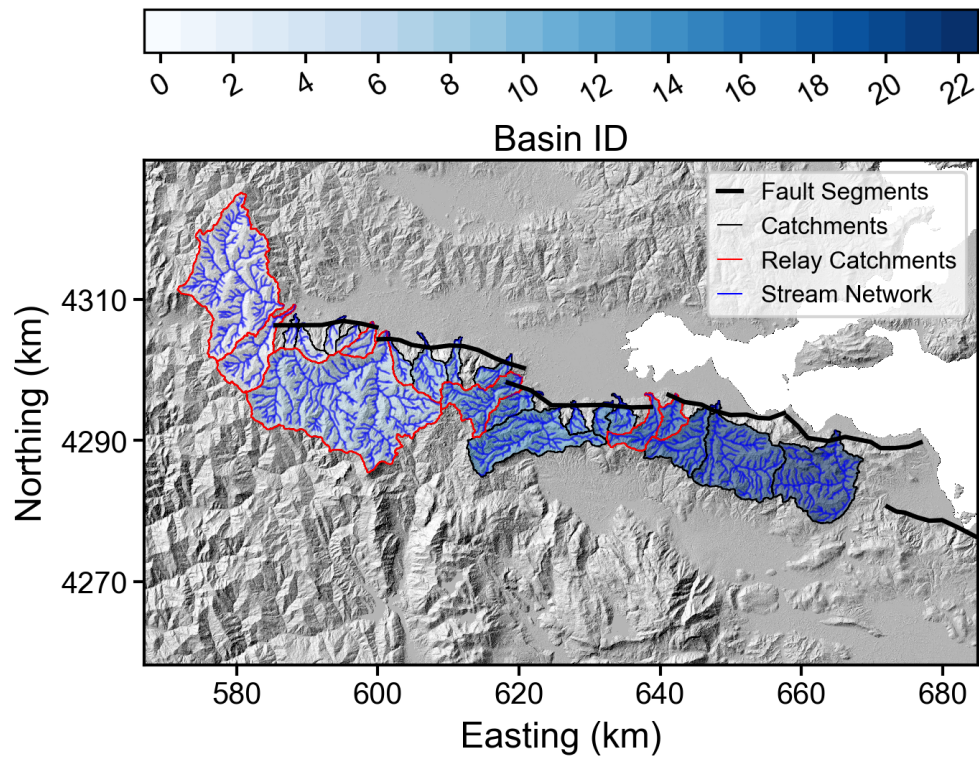 0 2 4 6 8 10 12 14 16 18 20 22
Basin ID
Fault Segments
Catchments
Relay Catchments
Stream Network
4310
4290
4270
Northing (km)
580 600 620 640 660 680
Easting (km)